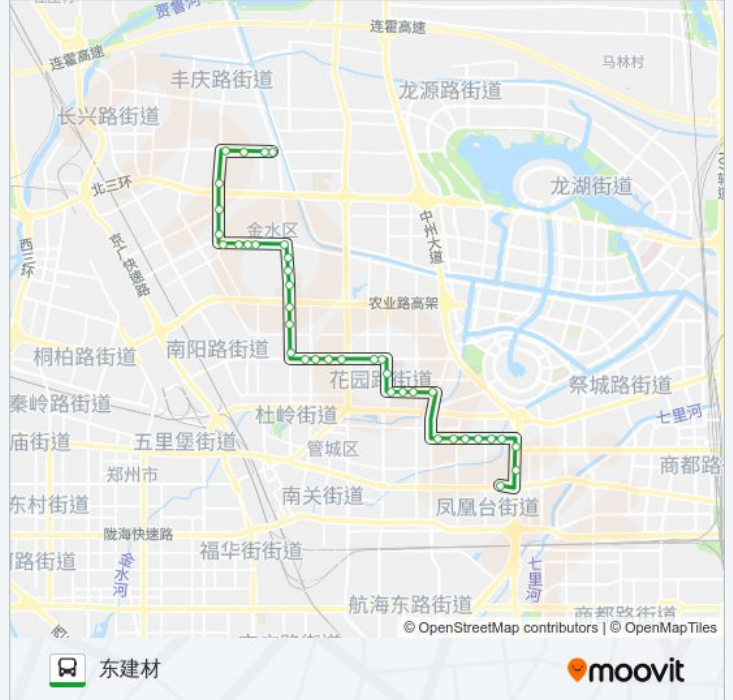 贾鲁河
连霍高速
连霍高速
马林村
丰庆路街道
龙源路街道
长兴路街道
龙湖街道
北三环
金水区
中州大道
西三环
京广快速路
农业路高架
南阳路街道
桐柏路街道
花园路街道
祭城路街道
秦岭路街道
杜岭街道
七里河
庙街道
五里堡街道
管城区
商都路
郑州市
南关街道
东村街道
凤凰台街道
陇海快速路
福华街街道
路街道
金水河
七里河
航海东路街道
商都路街道
© OpenStreetMap contributors | © OpenMapTiles
东建材
moovit